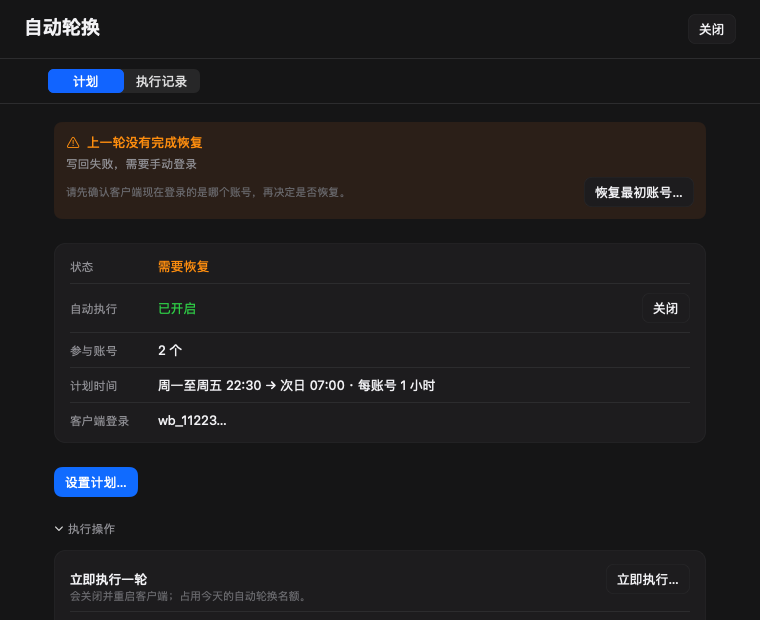 自动轮换
关闭
计划
执行记录
上一轮没有完成恢复
写回失败，需要手动登录
请先确认客户端现在登录的是哪个账号，再决定是否恢复。
恢复最初账号...
状态
需要恢复
自动执行
已开启
关闭
参与账号
2 个
计划时间
周一至周五 22:30 → 次日 07:00 · 每账号 1 小时
客户端登录
wb_11223...
设置计划...
执行操作
立即执行一轮
会关闭并重启客户端；占用今天的自动轮换名额。
立即执行...